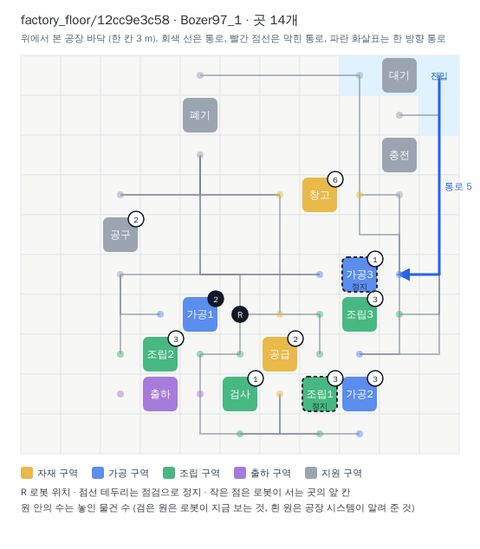 factory_floor/12cc9e3c58 · Bozer97_1 · 곳 14개
위에서 본 공장 바닥 (한 칸 3 m). 회색 선은 통로, 빨간 점선은 막힌 통로, 파란 화살표는 한 방향 통로
대기
진입
폐기
충전
통로 5
창고
6
공구
2
가공3
1
정지
가공1
2
R
조립3
3
조립2
3
공급
2
출하
검사
1
조립1
3
정지
가공2
3
자재 구역
가공 구역
조립 구역
출하 구역
지원 구역
R 로봇 위치 · 점선 테두리는 점검으로 정지 · 작은 점은 로봇이 서는 곳의 앞 칸
원 안의 수는 놓인 물건 수 (검은 원은 로봇이 지금 보는 것, 흰 원은 공장 시스템이 알려 준 것)